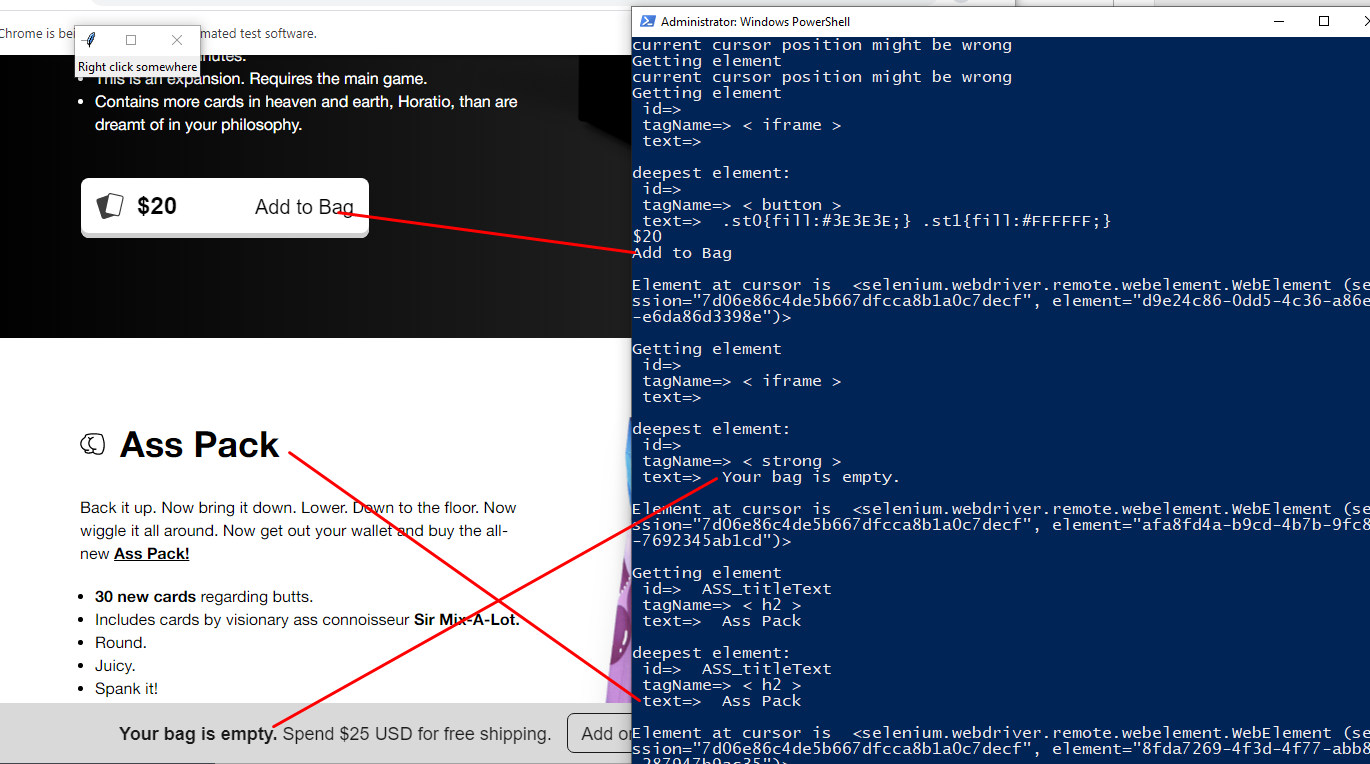 Chrome is bei
mated test software.
Right click somewhere
nutes.
This is an expansion. Requires the main game.
Contains more cards in heaven and earth, Horatio, than are
dreamt of in your philosophy.
$20 Add to Bag
Ass Pack
Back it up. Now bring it down. Lower. Down to the floor. Now
wiggle it all around. Now get out your wallet and buy the all-
new Ass Pack!
30 new cards regarding butts.
Includes cards by visionary ass connoisseur Sir Mix-A-Lot.
Round.
Juicy.
Spank it!
Your bag is empty. Spend $25 USD for free shipping. Add o
Administrator: Windows PowerShell
current cursor position might be wrong
Getting element
current cursor position might be wrong
Getting element
id=>
tagName=> < iframe >
text=>
deepest element:
id=>
tagName=> < button >
text=> .st0{fill:#3E3E3E;} .st1{fill:#FFFFFF;}
$20
Add to Bag
Element at cursor is <selenium.webdriver.remote.webelement.WebElement (se
ssion="7d06e86c4de5b667dfcca8b1a0c7decf", element="d9e24c86-0dd5-4c36-a86e
-e6da86d3398e")>
Getting element
id=>
tagName=> < iframe >
text=>
deepest element:
id=>
tagName=> < strong >
text=> Your bag is empty.
Element at cursor is <selenium.webdriver.remote.webelement.WebElement (se
ssion="7d06e86c4de5b667dfcca8b1a0c7decf", element="afa8fd4a-b9cd-4b7b-9fc8
-7692345ab1cd")>
Getting element
id=> ASS_titleText
tagName=> < h2 >
text=> Ass Pack
deepest element:
id=> ASS_titleText
tagName=> < h2 >
text=> Ass Pack
Element at cursor is <selenium.webdriver.remote.webelement.WebElement (se
ssion="7d06e86c4de5b667dfcca8b1a0c7decf", element="8fda7269-4f3d-4f77-abb8